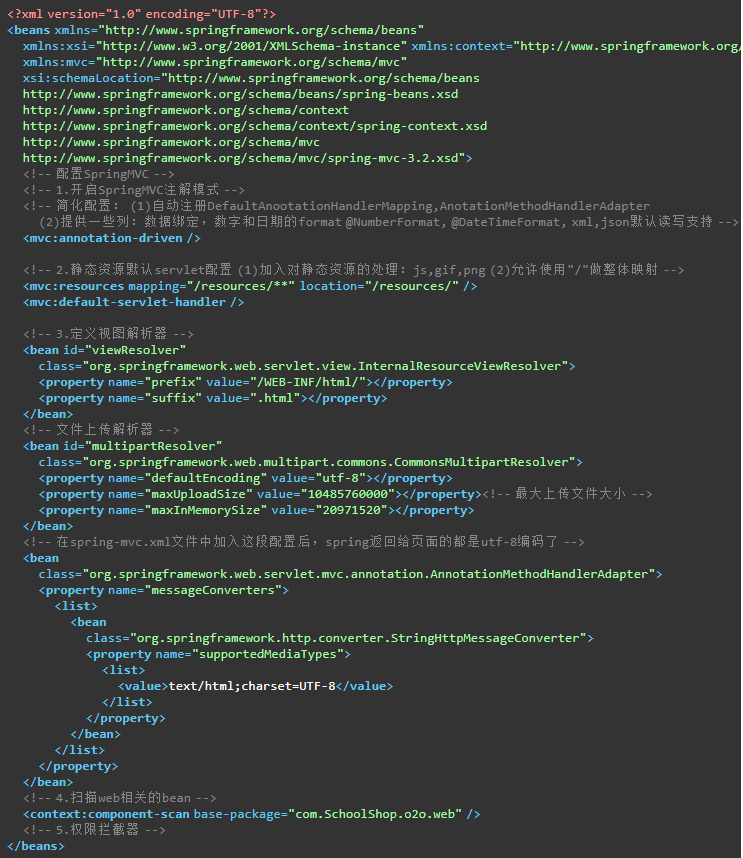 <?xml version="1.0" encoding="UTF-8"?>
<beans xmlns="http://www.springframework.org/schema/beans"
xmlns:xsi="http://www.w3.org/2001/XMLSchema-instance" xmlns:context="http://www.springframework.org/
xmlns:mvc="http://www.springframework.org/schema/mvc"
xsi:schemaLocation="http://www.springframework.org/schema/beans
http://www.springframework.org/schema/beans/spring-beans.xsd
http://www.springframework.org/schema/context
http://www.springframework.org/schema/context/spring-context.xsd
http://www.springframework.org/schema/mvc
http://www.springframework.org/schema/mvc/spring-mvc-3.2.xsd">
<!-- 配置SpringMVC -->
<!-- 1.开启SpringMVC注解模式 -->
<!-- 简化配置： (1)自动注册DefaultAnootationHandlerMapping,AnotationMethodHandlerAdapter
(2)提供一些列：数据绑定，数字和日期的format @NumberFormat, @DateTimeFormat, xml,json默认读写支持 -->
<mvc:annotation-driven />
<!-- 2.静态资源默认servlet配置 (1)加入对静态资源的处理：js,gif,png (2)允许使用"/"做整体映射 -->
<mvc:resources mapping="/resources/**" location="/resources/" />
<mvc:default-servlet-handler />
<!-- 3.定义视图解析器 -->
<bean id="viewResolver"
class="org.springframework.web.servlet.view.InternalResourceViewResolver">
<property name="prefix" value="/WEB-INF/html/"></property>
<property name="suffix" value=".html"></property>
</bean>
<!-- 文件上传解析器 -->
<bean id="multipartResolver"
class="org.springframework.web.multipart.commons.CommonsMultipartResolver">
<property name="defaultEncoding" value="utf-8"></property>
<property name="maxUploadSize" value="10485760000"></property><!-- 最大上传文件大小 -->
<property name="maxInMemorySize" value="20971520"></property>
</bean>
<!-- 在spring-mvc.xml文件中加入这段配置后，spring返回给页面的都是utf-8编码了 -->
<bean
class="org.springframework.web.servlet.mvc.annotation.AnnotationMethodHandlerAdapter">
<property name="messageConverters">
<list>
<bean
class="org.springframework.http.converter.StringHttpMessageConverter">
<property name="supportedMediaTypes">
<list>
<value>text/html;charset=UTF-8</value>
</list>
</property>
</bean>
</list>
</property>
</bean>
<!-- 4.扫描web相关的bean -->
<context:component-scan base-package="com.SchoolShop.o2o.web" />
<!-- 5.权限拦截器 -->
</beans>